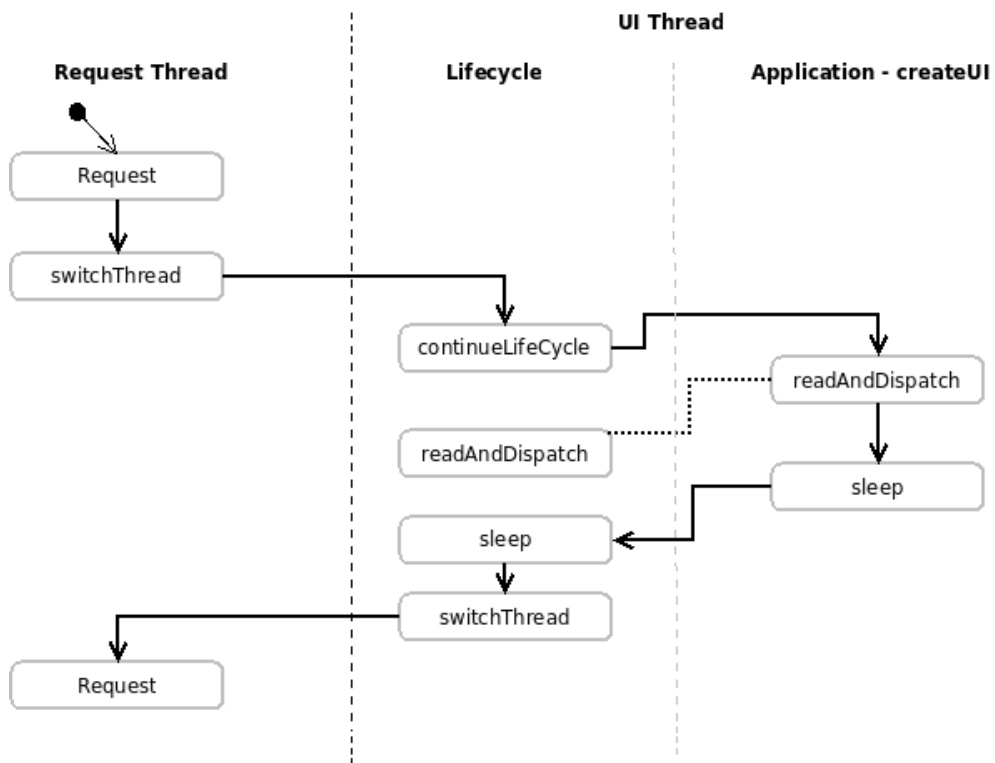 UI Thread
Request Thread
Lifecycle
Application - createUI
Request
switchThread
continueLifeCycle
readAndDispatch
readAndDispatch
sleep
sleep
switchThread
Request